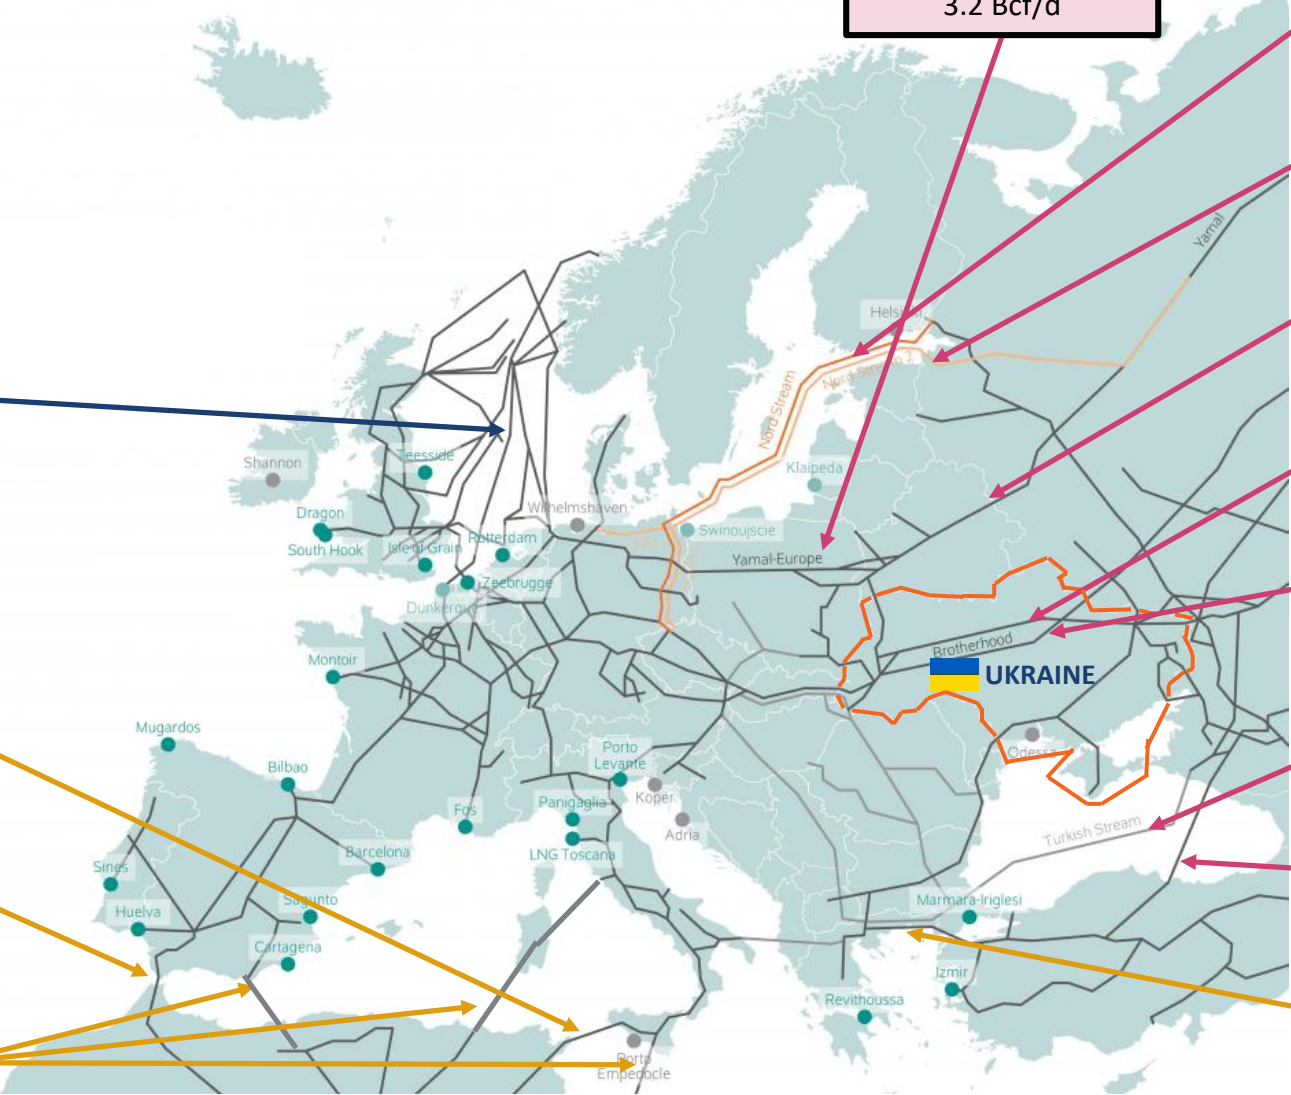 3.2 Bcf/d
Yamal
Helsinki
Nord Stream 2
Nord Stream
Shannon
Teesside
Klaipeda
Dragon
Wilhelmshaven
Swinoujscie
South Hook
Isle of Grain
Rotterdam
Yamal-Europe
Zeebrugge
Dunkerque
Brotherhood
UKRAINE
Montoir
Mugardos
Odessa
Porto
Levante
Bilbao
Koper
Panigaglia
Fos
Adria
Turkish Stream
Barcelona
LNG Toscana
Sines
Sagunto
Marmara-Iriglesi
Huelva
Cartagena
Izmir
Revithoussa
Porto
Empedocle